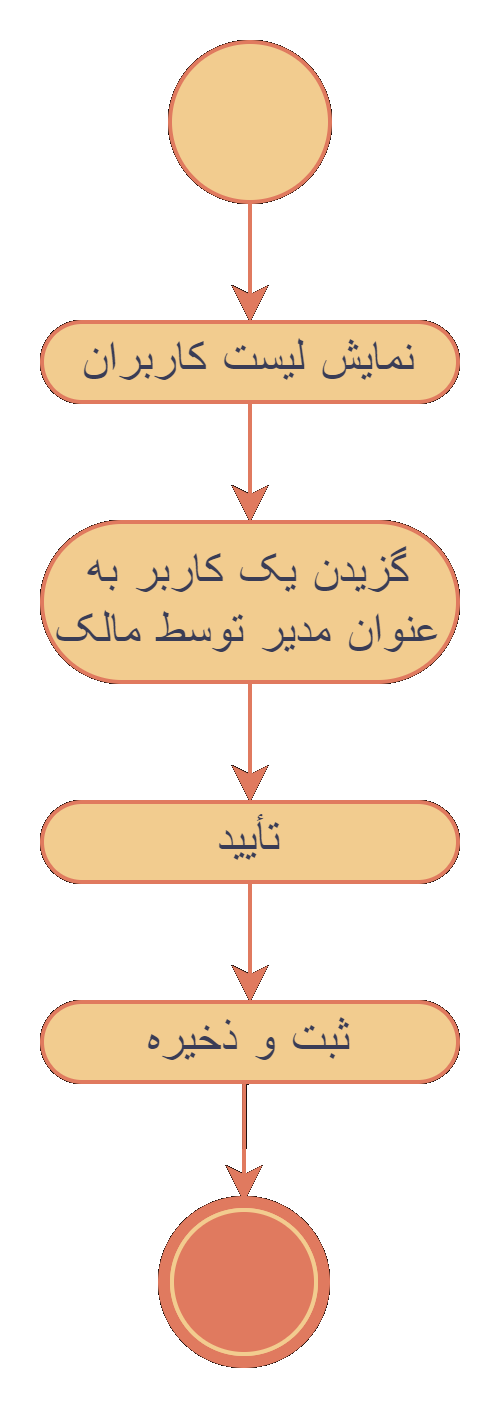 نمایش لیست کاربران
گزیدن یک کاربر به
عنوان مدیر توسط مالک
تأیید
ثبت و ذخیره